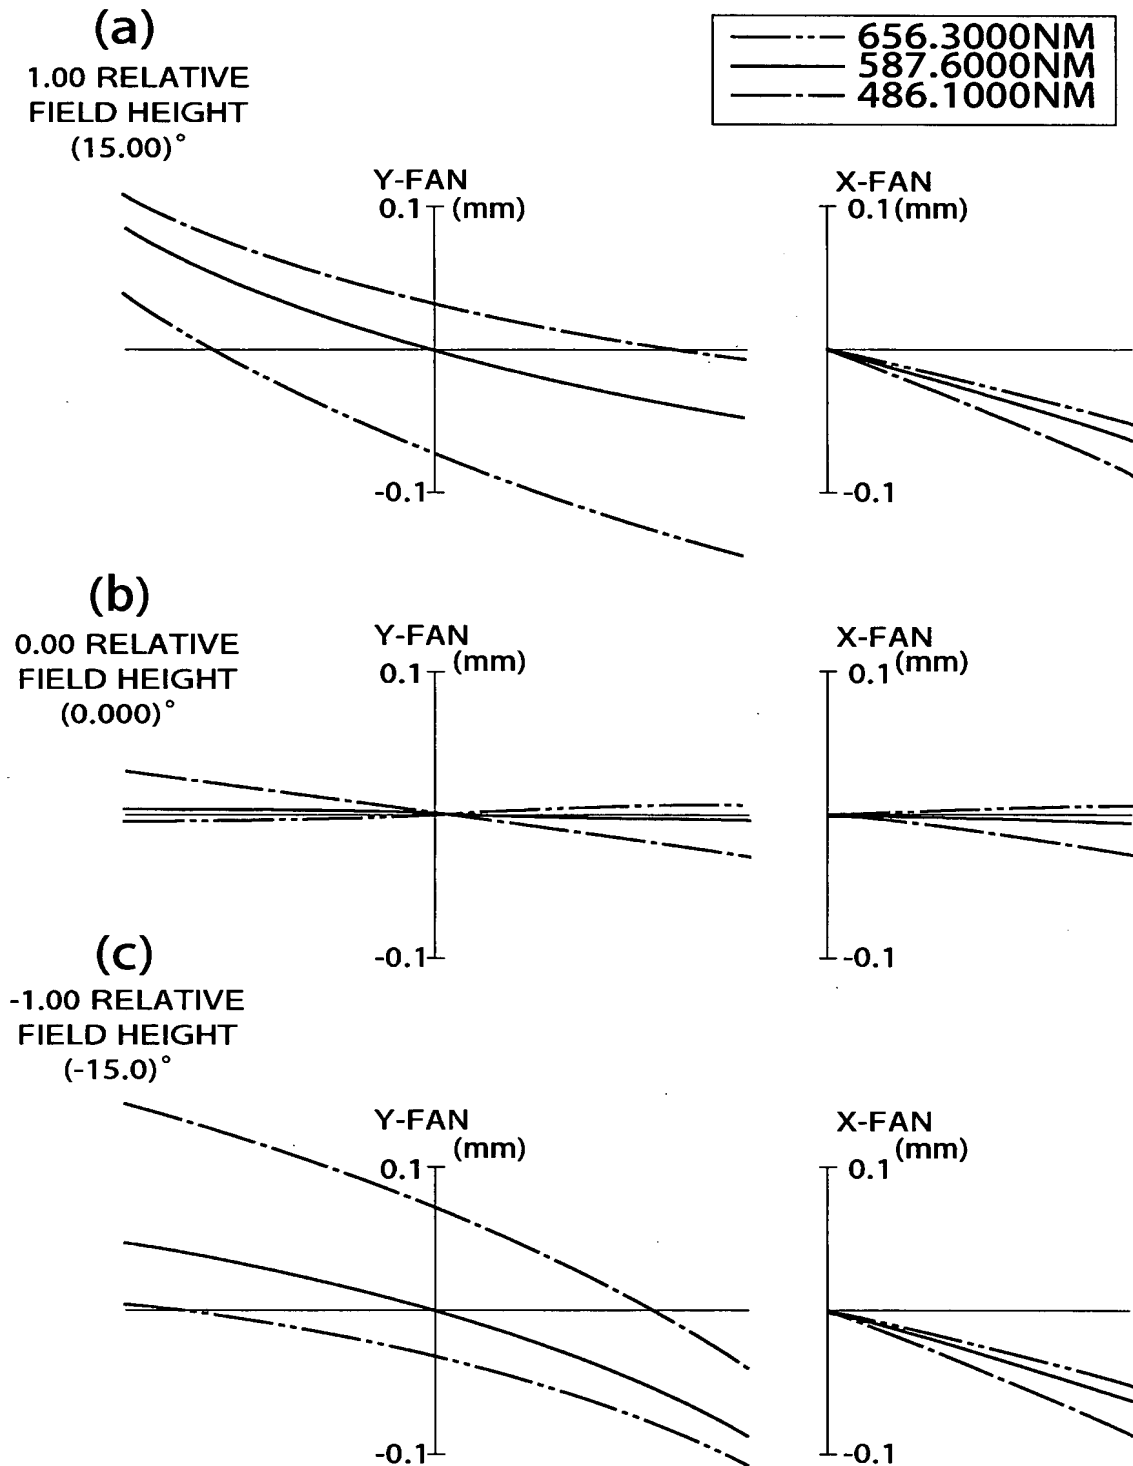 (a)
1.00 RELATIVE
FIELD HEIGHT
(15.00)°
656.3000NM
587.6000NM
486.1000NM
Y-FAN
0.1 (mm)
-0.1
X-FAN
0.1(mm)
-0.1
(b)
0.00 RELATIVE
FIELD HEIGHT
(0.000)°
Y-FAN
(mm)
0.1
-0.1
X-FAN
0.1(mm)
-0.1
(c)
-1.00 RELATIVE
FIELD HEIGHT
(-15.0)°
Y-FAN
(mm)
0.1
-0.1
X-FAN
(mm)
0.1
-0.1